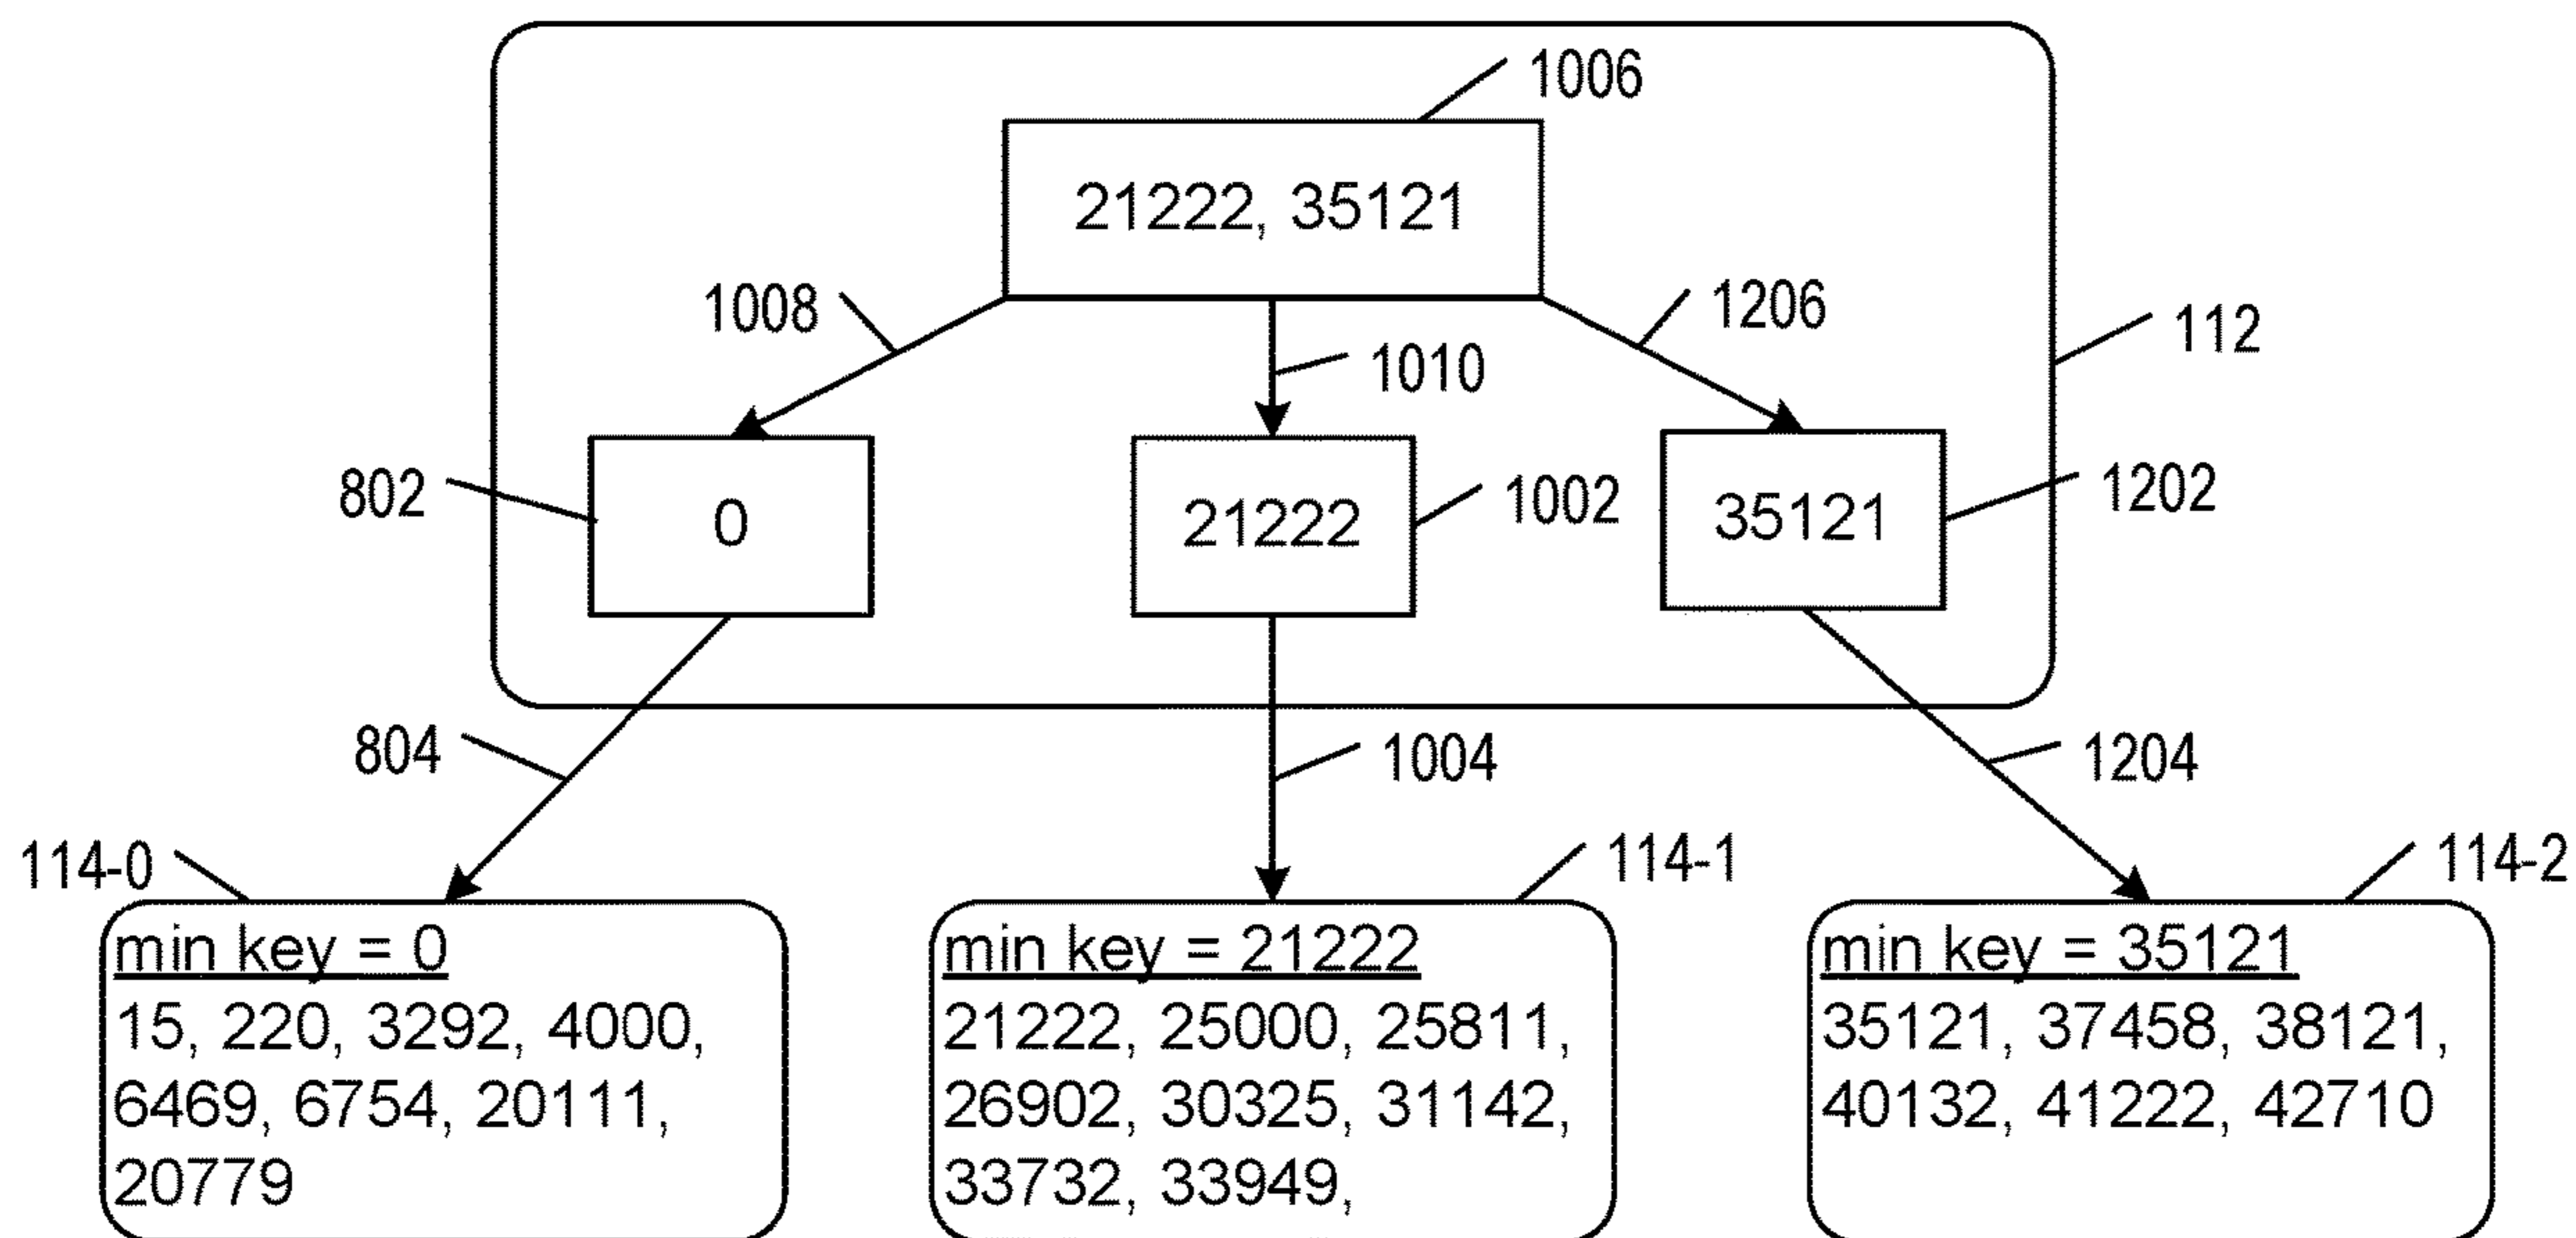 1006
21222, 35121
1008
1206
112
1010
802
0
21222
1002
35121
1202
804
1004
1204
114-0
114-1
114-2
min key = 0
15, 220, 3292, 4000,
6469, 6754, 20111,
20779
min key = 21222
21222, 25000, 25811,
26902, 30325, 31142,
33732, 33949,
min key = 35121
35121, 37458, 38121,
40132, 41222, 42710